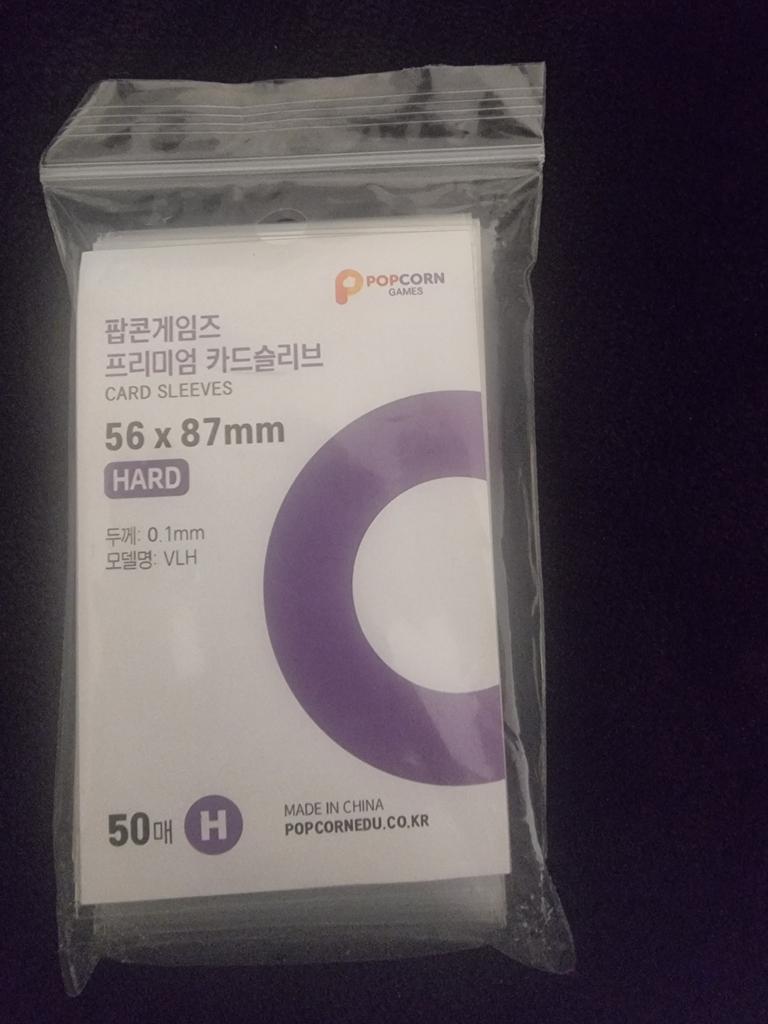 POPCORN
GAMES
팝콘게임즈
프리미엄 카드슬리브
CARD SLEEVES
56 x 87mm
HARD
두께: 0.1mm
모델명: VLH
50매 H
MADE IN CHINA
POPCORNEDU.CO.KR